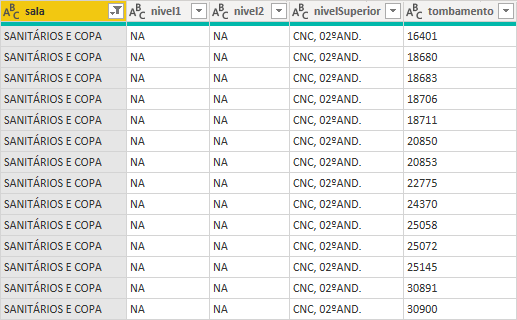 ABC sala ABC nivel1 ABC nivel2 ABC nivelSuperior ABC tombamento
SANITÁRIOS E COPA NA NA CNC, 02ºAND. 16401
SANITÁRIOS E COPA NA NA CNC, 02ºAND. 18680
SANITÁRIOS E COPA NA NA CNC, 02ºAND. 18683
SANITÁRIOS E COPA NA NA CNC, 02ºAND. 18706
SANITÁRIOS E COPA NA NA CNC, 02ºAND. 18711
SANITÁRIOS E COPA NA NA CNC, 02ºAND. 20850
SANITÁRIOS E COPA NA NA CNC, 02ºAND. 20853
SANITÁRIOS E COPA NA NA CNC, 02ºAND. 22775
SANITÁRIOS E COPA NA NA CNC, 02ºAND. 24370
SANITÁRIOS E COPA NA NA CNC, 02ºAND. 25058
SANITÁRIOS E COPA NA NA CNC, 02ºAND. 25072
SANITÁRIOS E COPA NA NA CNC, 02ºAND. 25145
SANITÁRIOS E COPA NA NA CNC, 02ºAND. 30891
SANITÁRIOS E COPA NA NA CNC, 02ºAND. 30900